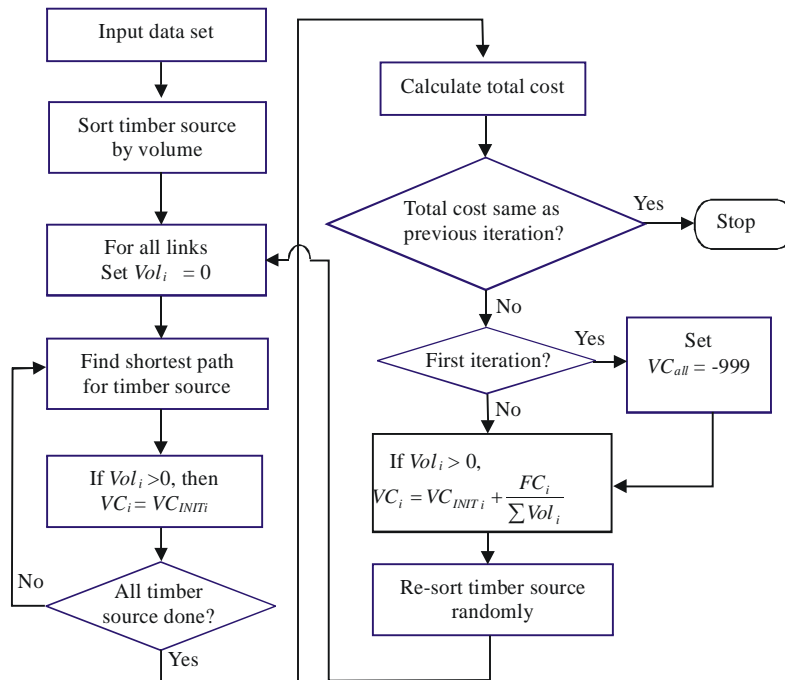 Input data set
Sort timber source
by volume
For all links
Set Vol_i = 0
Find shortest path
for timber source
If Vol_i >0, then
VC_i = VC_INITi
No
All timber
source done?
Yes
Calculate total cost
Total cost same as
previous iteration?
Yes
Stop
No
First iteration?
Yes
Set
VC_all = -999
No
If Vol_i > 0,
VC_i = VC_INIT i + FC_i / ∑ Vol_i
Re-sort timber source
randomly